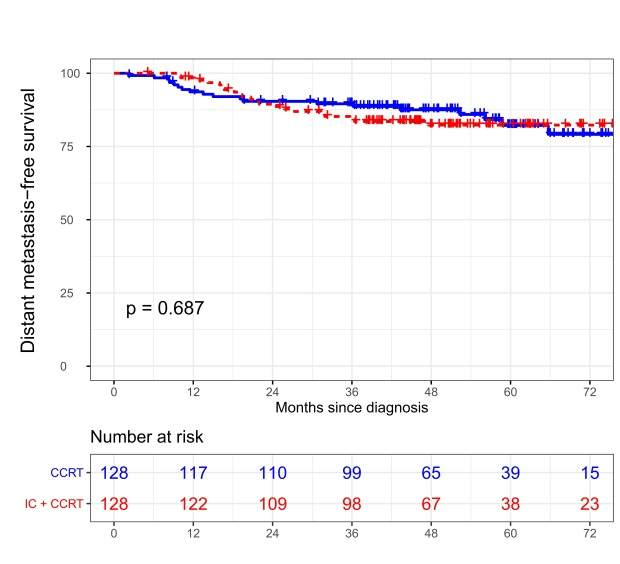 Distant metastasis−free survival
100
75
50
25
0
p = 0.687
0 12 24 36 48 60 72
Months since diagnosis
Number at risk
CCRT 128 117 110 99 65 39 15
IC + CCRT 128 122 109 98 67 38 23
0 12 24 36 48 60 72